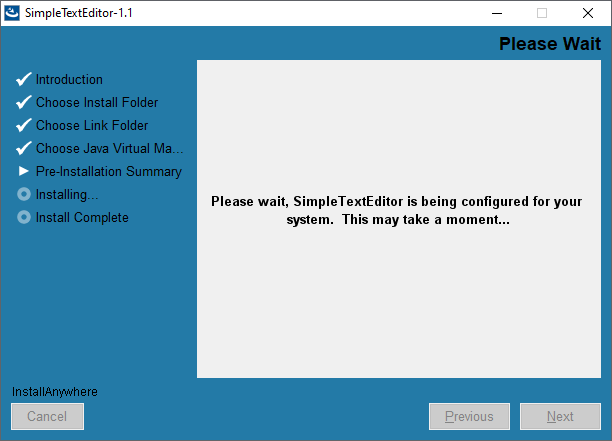 SimpleTextEditor-1.1
Please Wait
Introduction
Choose Install Folder
Choose Link Folder
Choose Java Virtual Ma...
Pre-Installation Summary
Installing...
Install Complete
Please wait, SimpleTextEditor is being configured for your
system.  This may take a moment...
InstallAnywhere
Cancel
Previous
Next